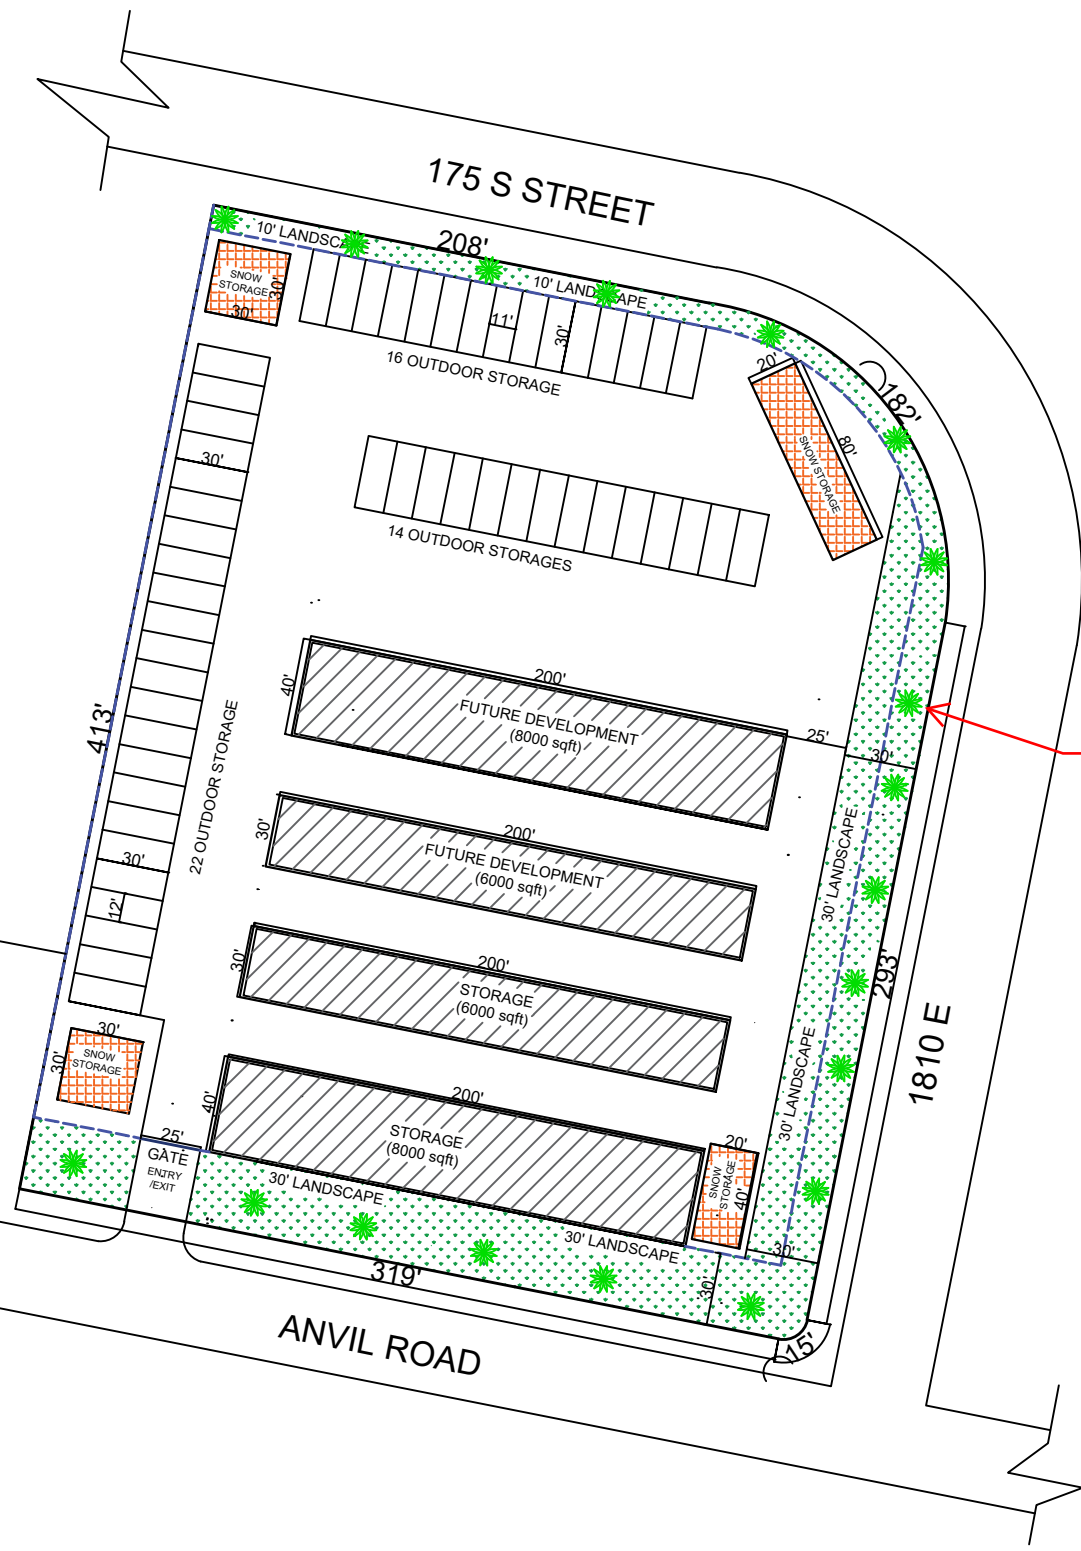 175 S STREET
10' LANDSCAPE
208'
10' LANDSCAPE
SNOW
STORAGE
30'
30'
11'
30'
16 OUTDOOR STORAGE
20'
182'
80'
SNOW STORAGE
30'
14 OUTDOOR STORAGES
413'
22 OUTDOOR STORAGE
40'
200'
FUTURE DEVELOPMENT
(8000 sqft)
25'
30'
30'
200'
FUTURE DEVELOPMENT
(6000 sqft)
30' LANDSCAPE
30'
12'
30'
200'
STORAGE
(6000 sqft)
293'
1810 E
30'
30'
SNOW
STORAGE
30' LANDSCAPE
40'
200'
STORAGE
(8000 sqft)
25'
GATE
ENTRY
/EXIT
20'
SNOW
STORAGE
40'
30' LANDSCAPE
30' LANDSCAPE
30'
30'
319'
15'
ANVIL ROAD